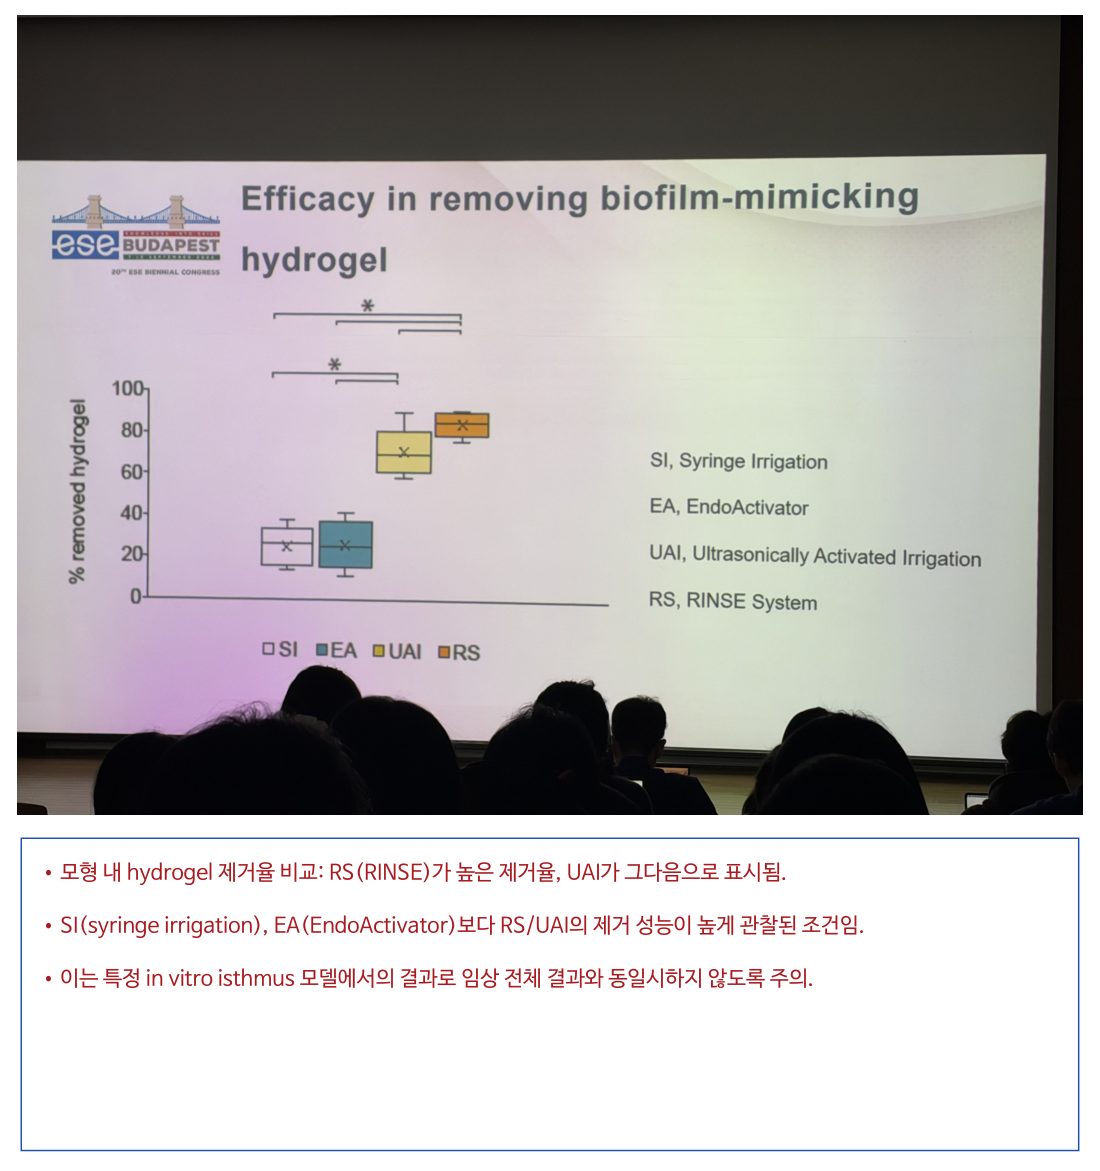 Efficacy in removing biofilm-mimicking
hydrogel
ese
BUDAPEST
20TH ESE BIENNIAL CONGRESS
*
*
% removed hydrogel
100
80
60
40
20
0
SI EA UAI RS
SI, Syringe Irrigation
EA, EndoActivator
UAI, Ultrasonically Activated Irrigation
RS, RINSE System
• 모형 내 hydrogel 제거율 비교: RS(RINSE)가 높은 제거율, UAI가 그다음으로 표시됨.
• SI(syringe irrigation), EA(EndoActivator)보다 RS/UAI의 제거 성능이 높게 관찰된 조건임.
• 이는 특정 in vitro isthmus 모델에서의 결과로 임상 전체 결과와 동일시하지 않도록 주의.